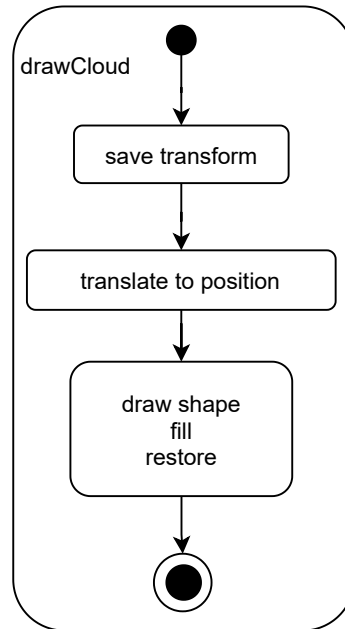 drawCloud
save transform
translate to position
draw shape
fill
restore